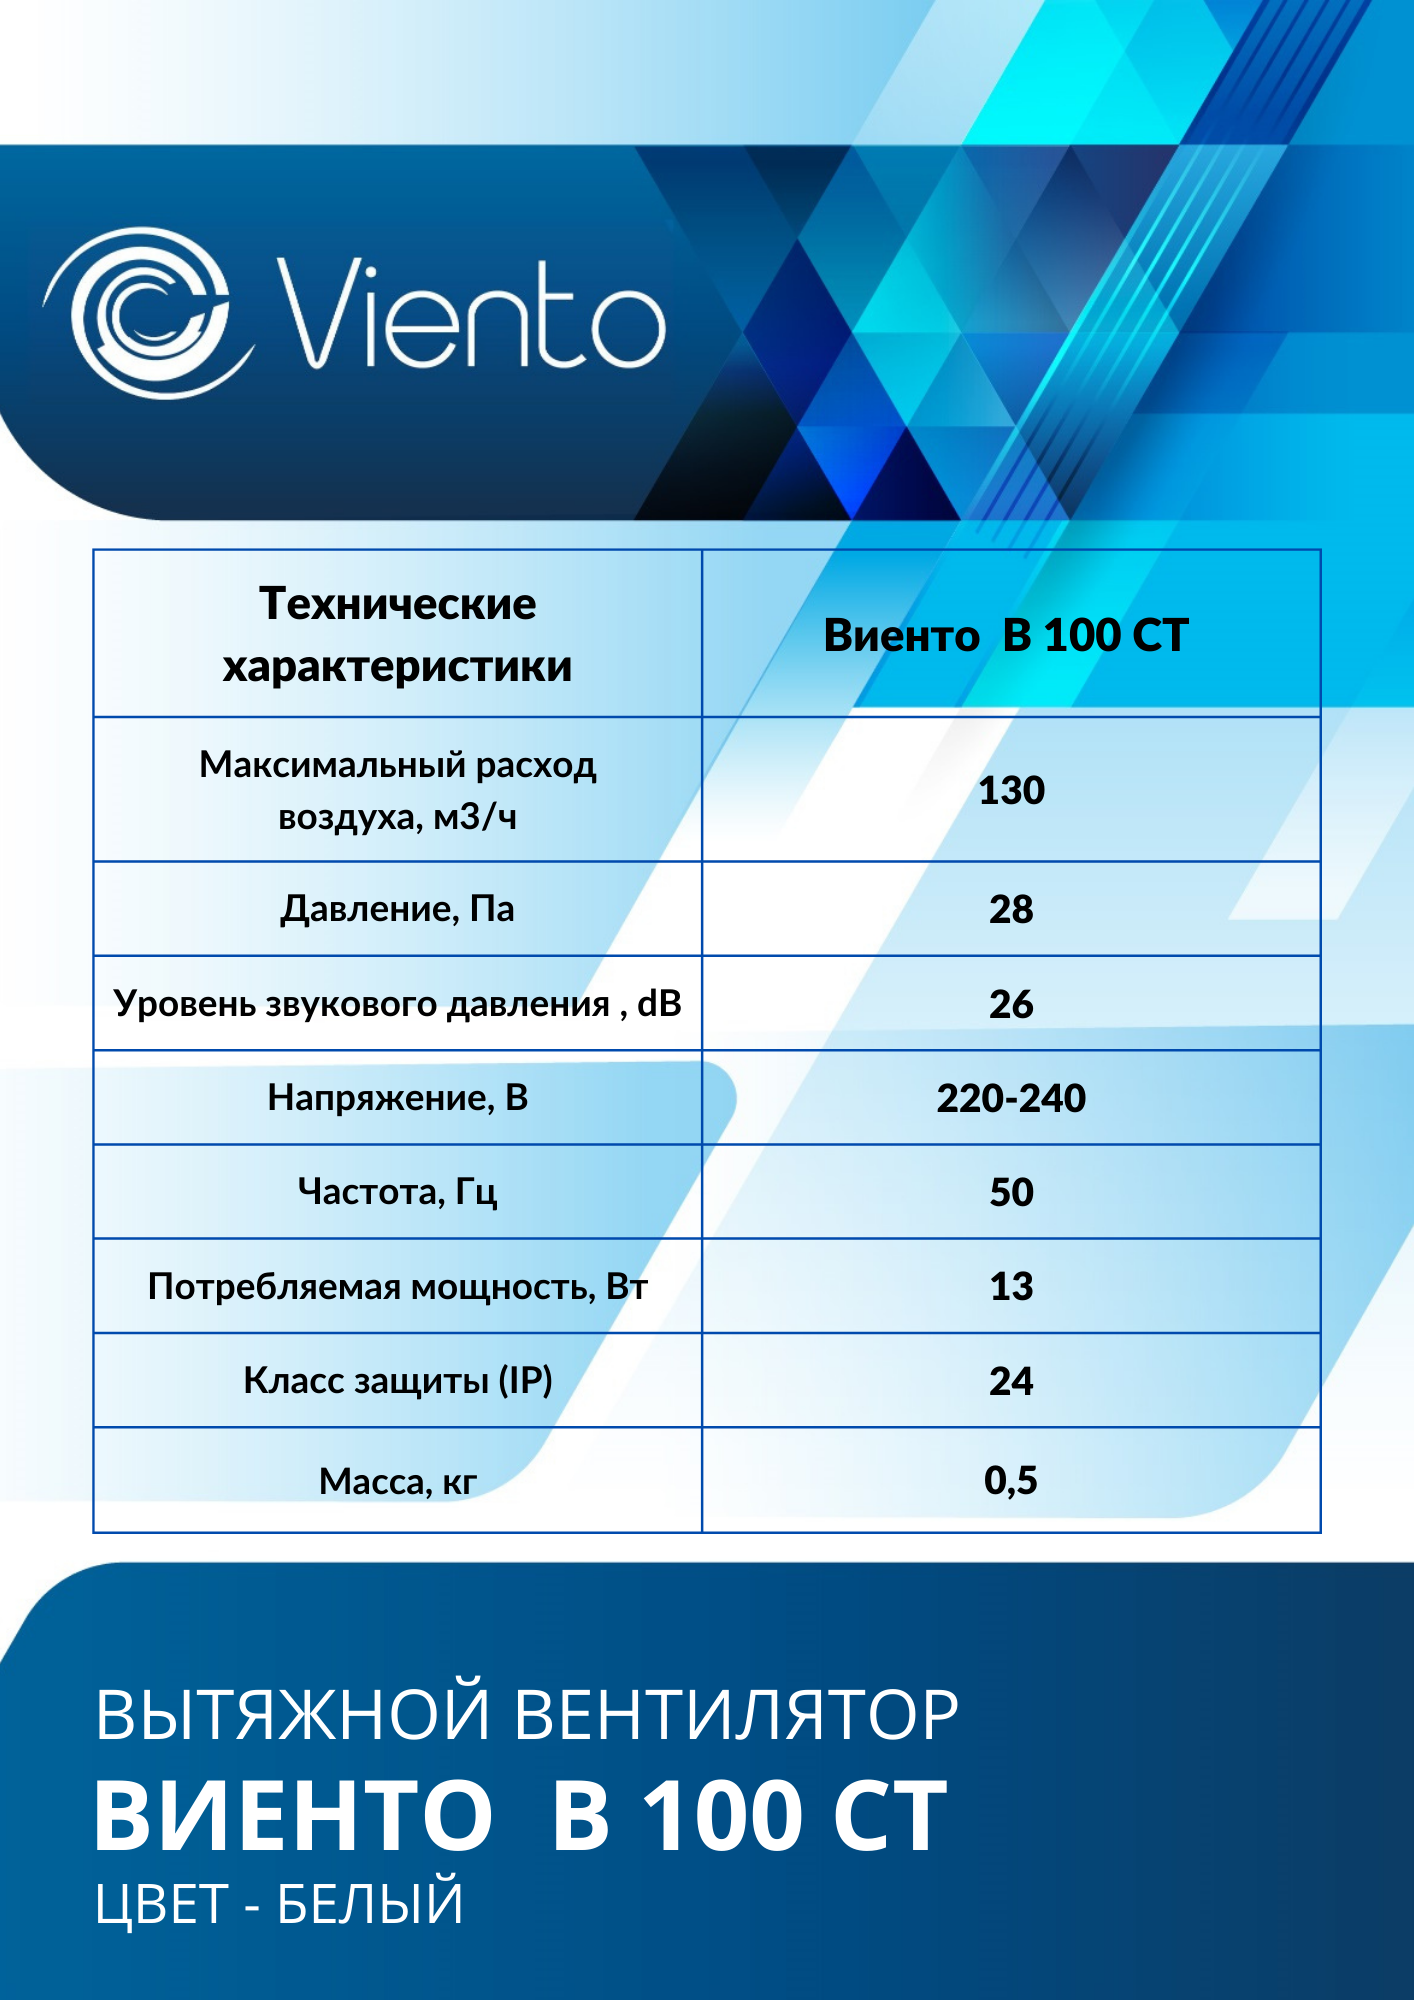 Viento
Технические
характеристики
Виенто В 100 СТ
Максимальный расход
воздуха, м3/ч
130
Давление, Па
28
Уровень звукового давления , dB
26
Напряжение, В
220-240
Частота, Гц
50
Потребляемая мощность, Вт
13
Класс защиты (IP)
24
Масса, кг
0,5
ВЫТЯЖНОЙ ВЕНТИЛЯТОР
ВИЕНТО В 100 СТ
ЦВЕТ - БЕЛЫЙ